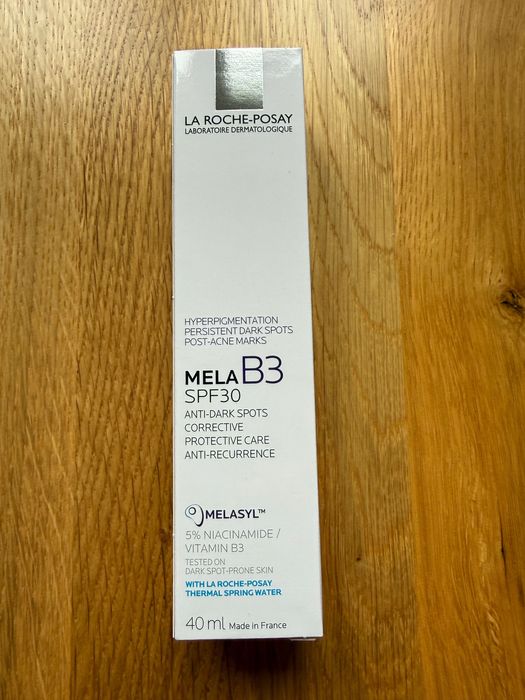 LA ROCHE-POSAY
LABORATOIRE DERMATOLOGIQUE
HYPERPIGMENTATION
PERSISTENT DARK SPOTS
POST-ACNE MARKS
MELA B3
SPF30
ANTI-DARK SPOTS
CORRECTIVE
PROTECTIVE CARE
ANTI-RECURRENCE
MELASYL™
5% NIACINAMIDE /
VITAMIN B3
TESTED ON
DARK SPOT-PRONE SKIN
WITH LA ROCHE-POSAY
THERMAL SPRING WATER
40 ml Made in France